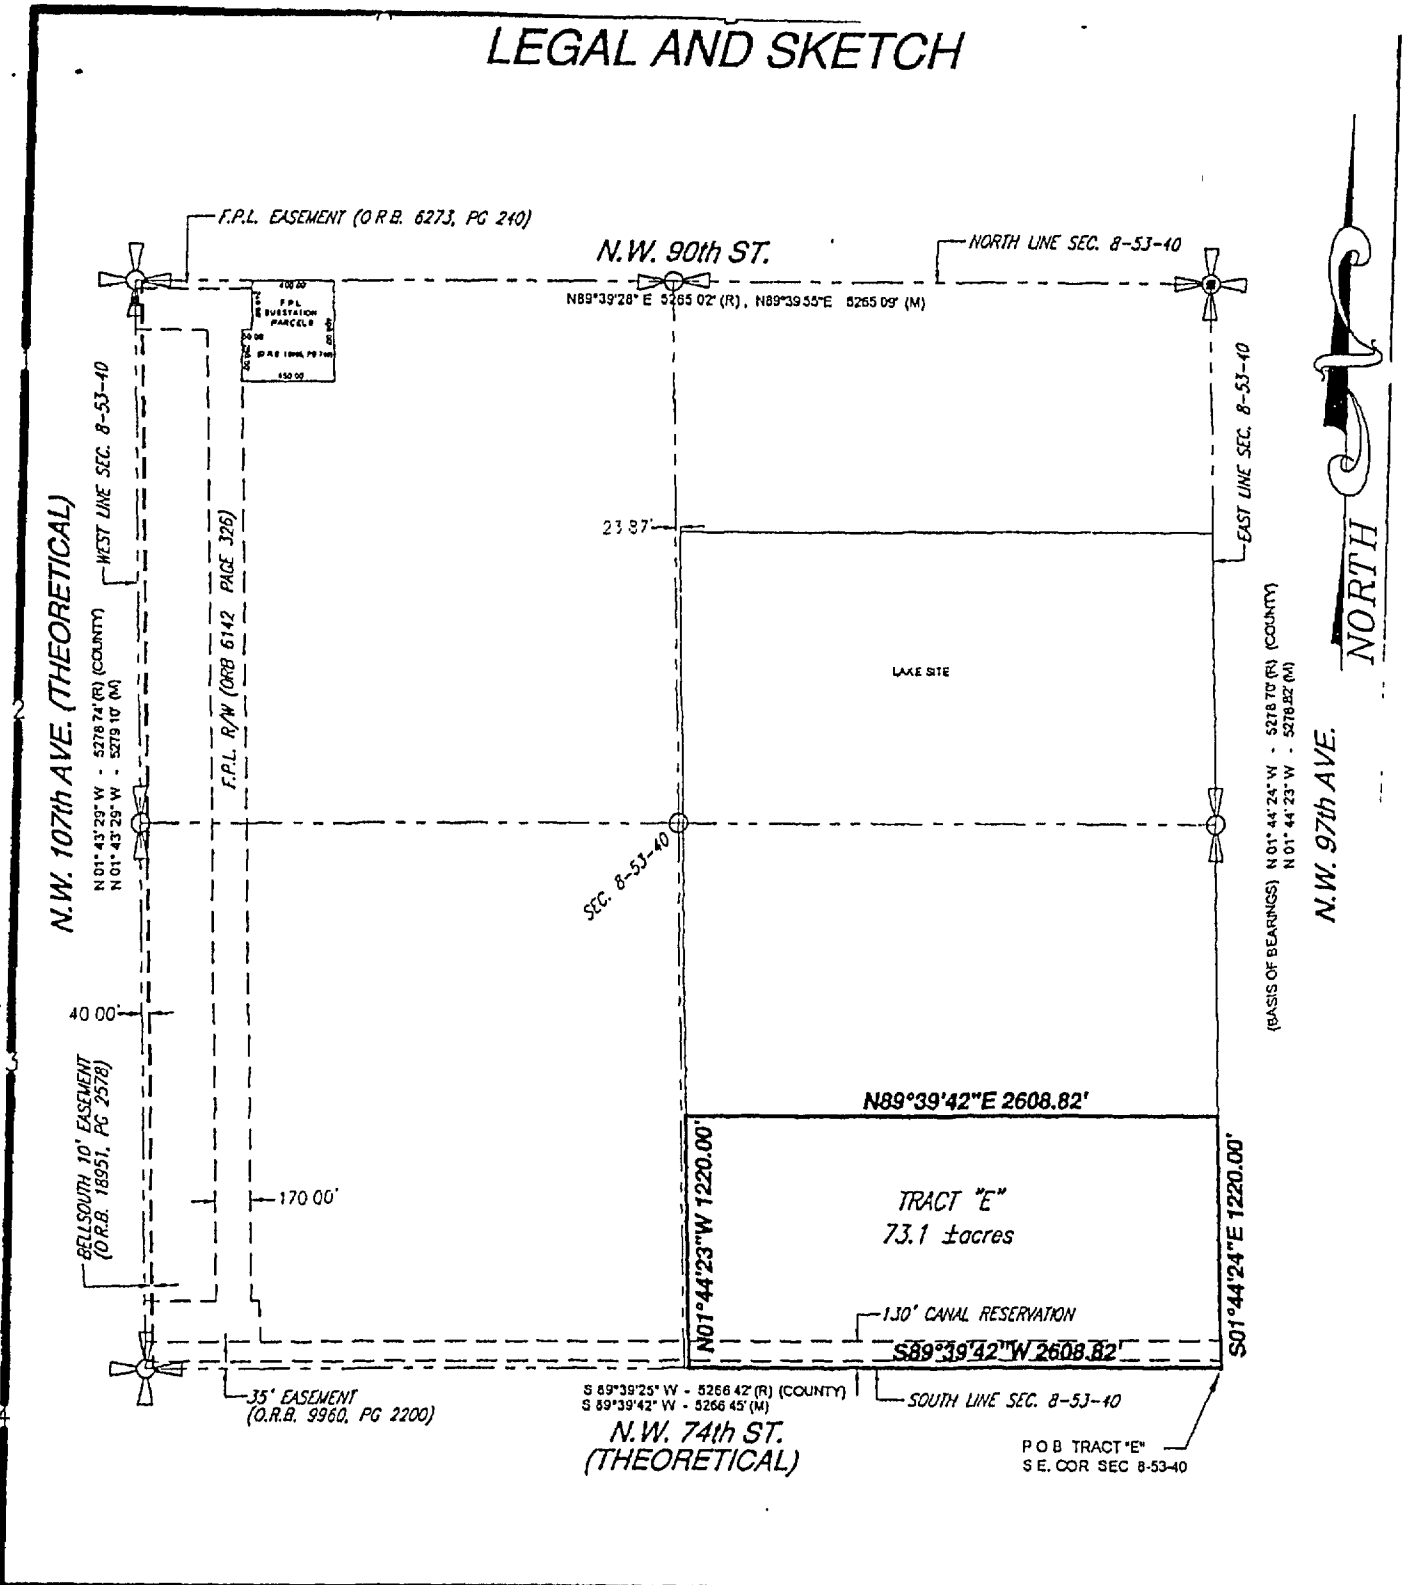 LEGAL AND SKETCH
F.P.L. EASEMENT (O R B. 6273, PG 240)
N.W. 90th ST.
NORTH LINE SEC. 8-53-40
N89°39'28" E 5265 02' (R), N89°39 55"E 5265 09' (M)
400.00
F P L
SUBSTATION
PARCELS
450.00
WEST LINE SEC. 8-53-40
EAST LINE SEC. 8-53-40
NORTH
N.W. 107th AVE. (THEORETICAL)
N 01° 43' 29" W - 5278 74' (R) (COUNTY)
N 01° 43' 29" W - 5279 10' (M)
F.P.L. R/W (ORB 6142 PAGE 326)
23 87'
LAKE SITE
SEC. 8-53-40
(BASIS OF BEARINGS) N 01° 44' 24" W - 5278 70' (R) (COUNTY)
N 01° 44' 23" W - 5278.82' (M)
N.W. 97th AVE.
2
3
4
40 00'
BELLSOUTH 10' EASEMENT
(O.R.B. 18951, PG 2578)
170 00'
N89°39'42"E 2608.82'
N01°44'23"W 1220.00'
TRACT "E"
73.1 ±acres
S01°44'24"E 1220.00'
130' CANAL RESERVATION
S89°39'42"W 2608.82'
35' EASEMENT
(O.R.B. 9960, PG 2200)
S 89°39'25" W - 5266 42' (R) (COUNTY)
S 89°39'42" W - 5266 45' (M)
SOUTH LINE SEC. 8-53-40
N.W. 74th ST.
(THEORETICAL)
P O B TRACT "E"
S E. COR SEC 8-53-40